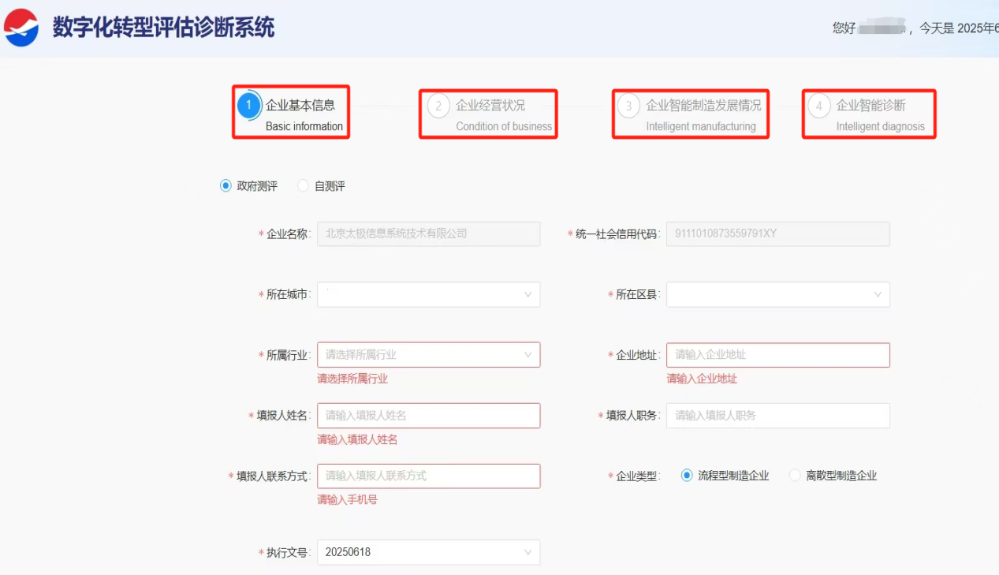 数字化转型评估诊断系统
您好 ，今天是 2025年6
1 企业基本信息
Basic information
2 企业经营状况
Condition of business
3 企业智能制造发展情况
Intelligent manufacturing
4 企业智能诊断
Intelligent diagnosis
政府测评 自测评
* 企业名称: 北京太极信息系统技术有限公司 * 统一社会信用代码: 9111010873559791XY
* 所在城市: * 所在区县:
* 所属行业: 请选择所属行业 * 企业地址: 请输入企业地址
请选择所属行业 请输入企业地址
* 填报人姓名: 请输入填报人姓名 * 填报人职务: 请输入填报人职务
请输入填报人姓名
* 填报人联系方式: 请输入填报人联系方式 * 企业类型: 流程型制造企业 离散型制造企业
请输入手机号
* 执行文号: 20250618